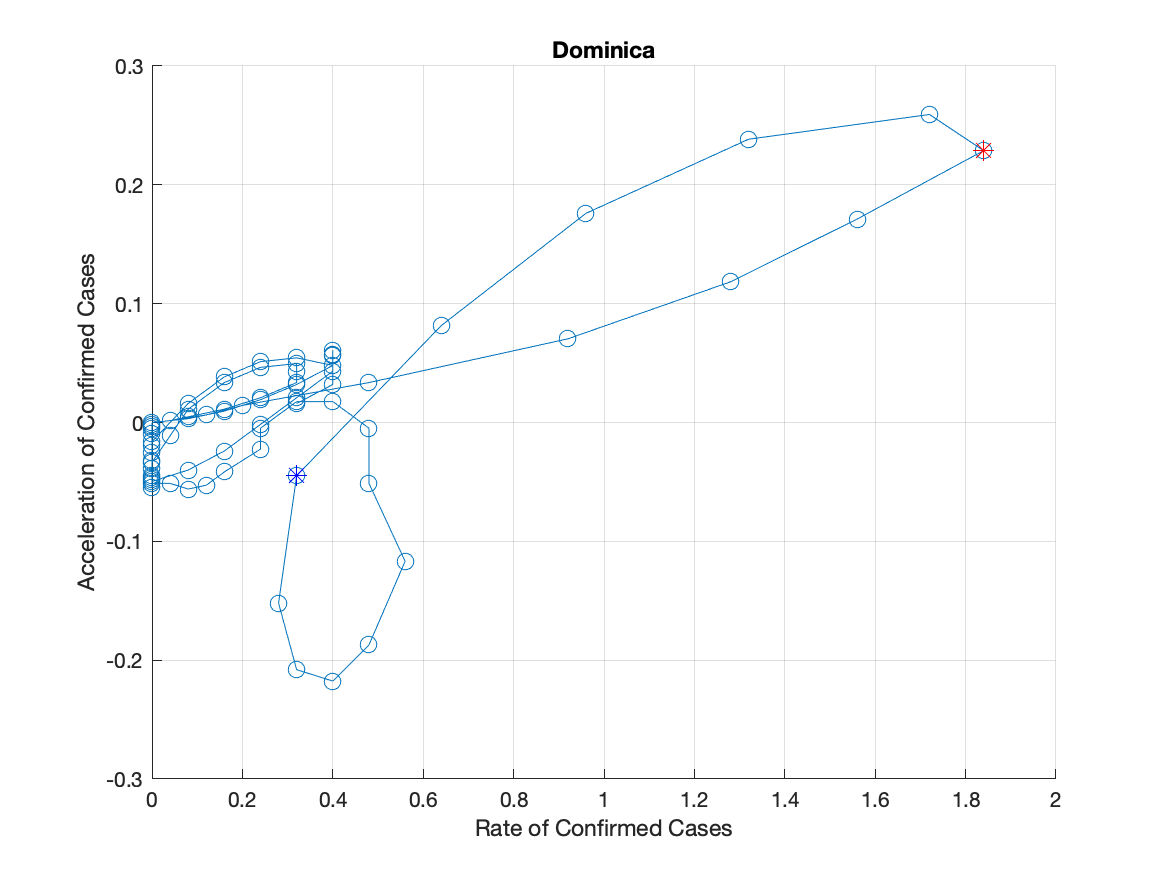 Dominica
0.3
0.2
0.1
0
-0.1
-0.2
-0.3
Acceleration of Confirmed Cases
0 0.2 0.4 0.6 0.8 1 1.2 1.4 1.6 1.8 2
Rate of Confirmed Cases